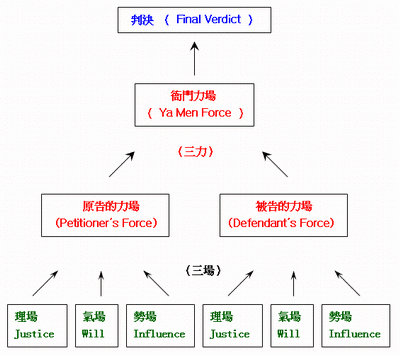 判決 ( Final Verdict )
衙門力場
( Ya Men Force )
(三力)
原告的力場
(Petitioner's Force)
被告的力場
(Defendant's Force)
(三場)
理場
Justice
氣場
Will
勢場
Influence
理場
Justice
氣場
Will
勢場
Influence